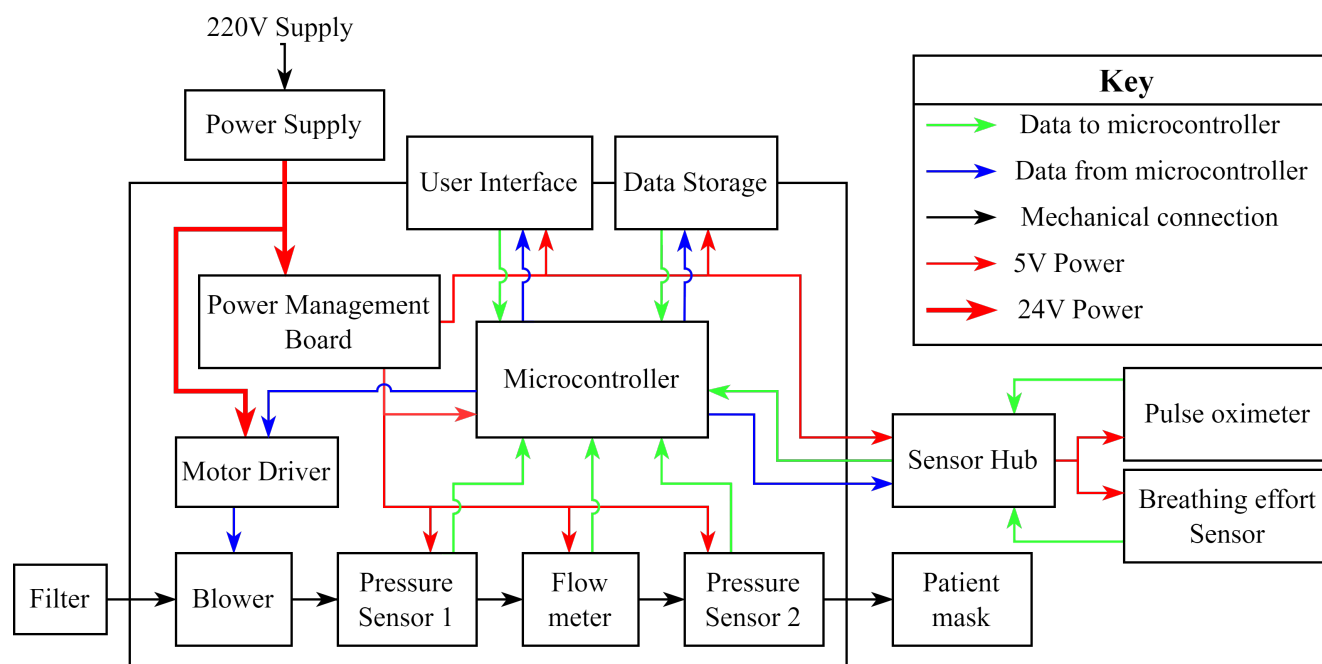 220V Supply
Power Supply
User Interface
Data Storage
Power Management
Board
Microcontroller
Motor Driver
Sensor Hub
Pulse oximeter
Breathing effort
Sensor
Filter
Blower
Pressure
Sensor 1
Flow
meter
Pressure
Sensor 2
Patient
mask
Key
Data to microcontroller
Data from microcontroller
Mechanical connection
5V Power
24V Power